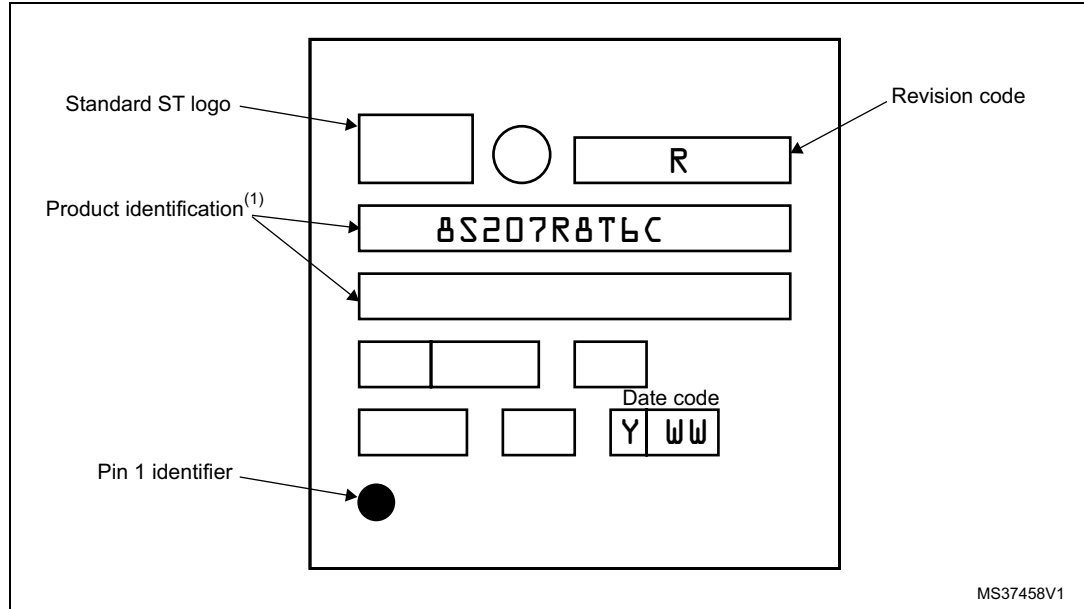 Standard ST logo
Revision code
R
Product identification(1)
8S207R8T6C
Date code
Y WW
Pin 1 identifier
MS37458V1